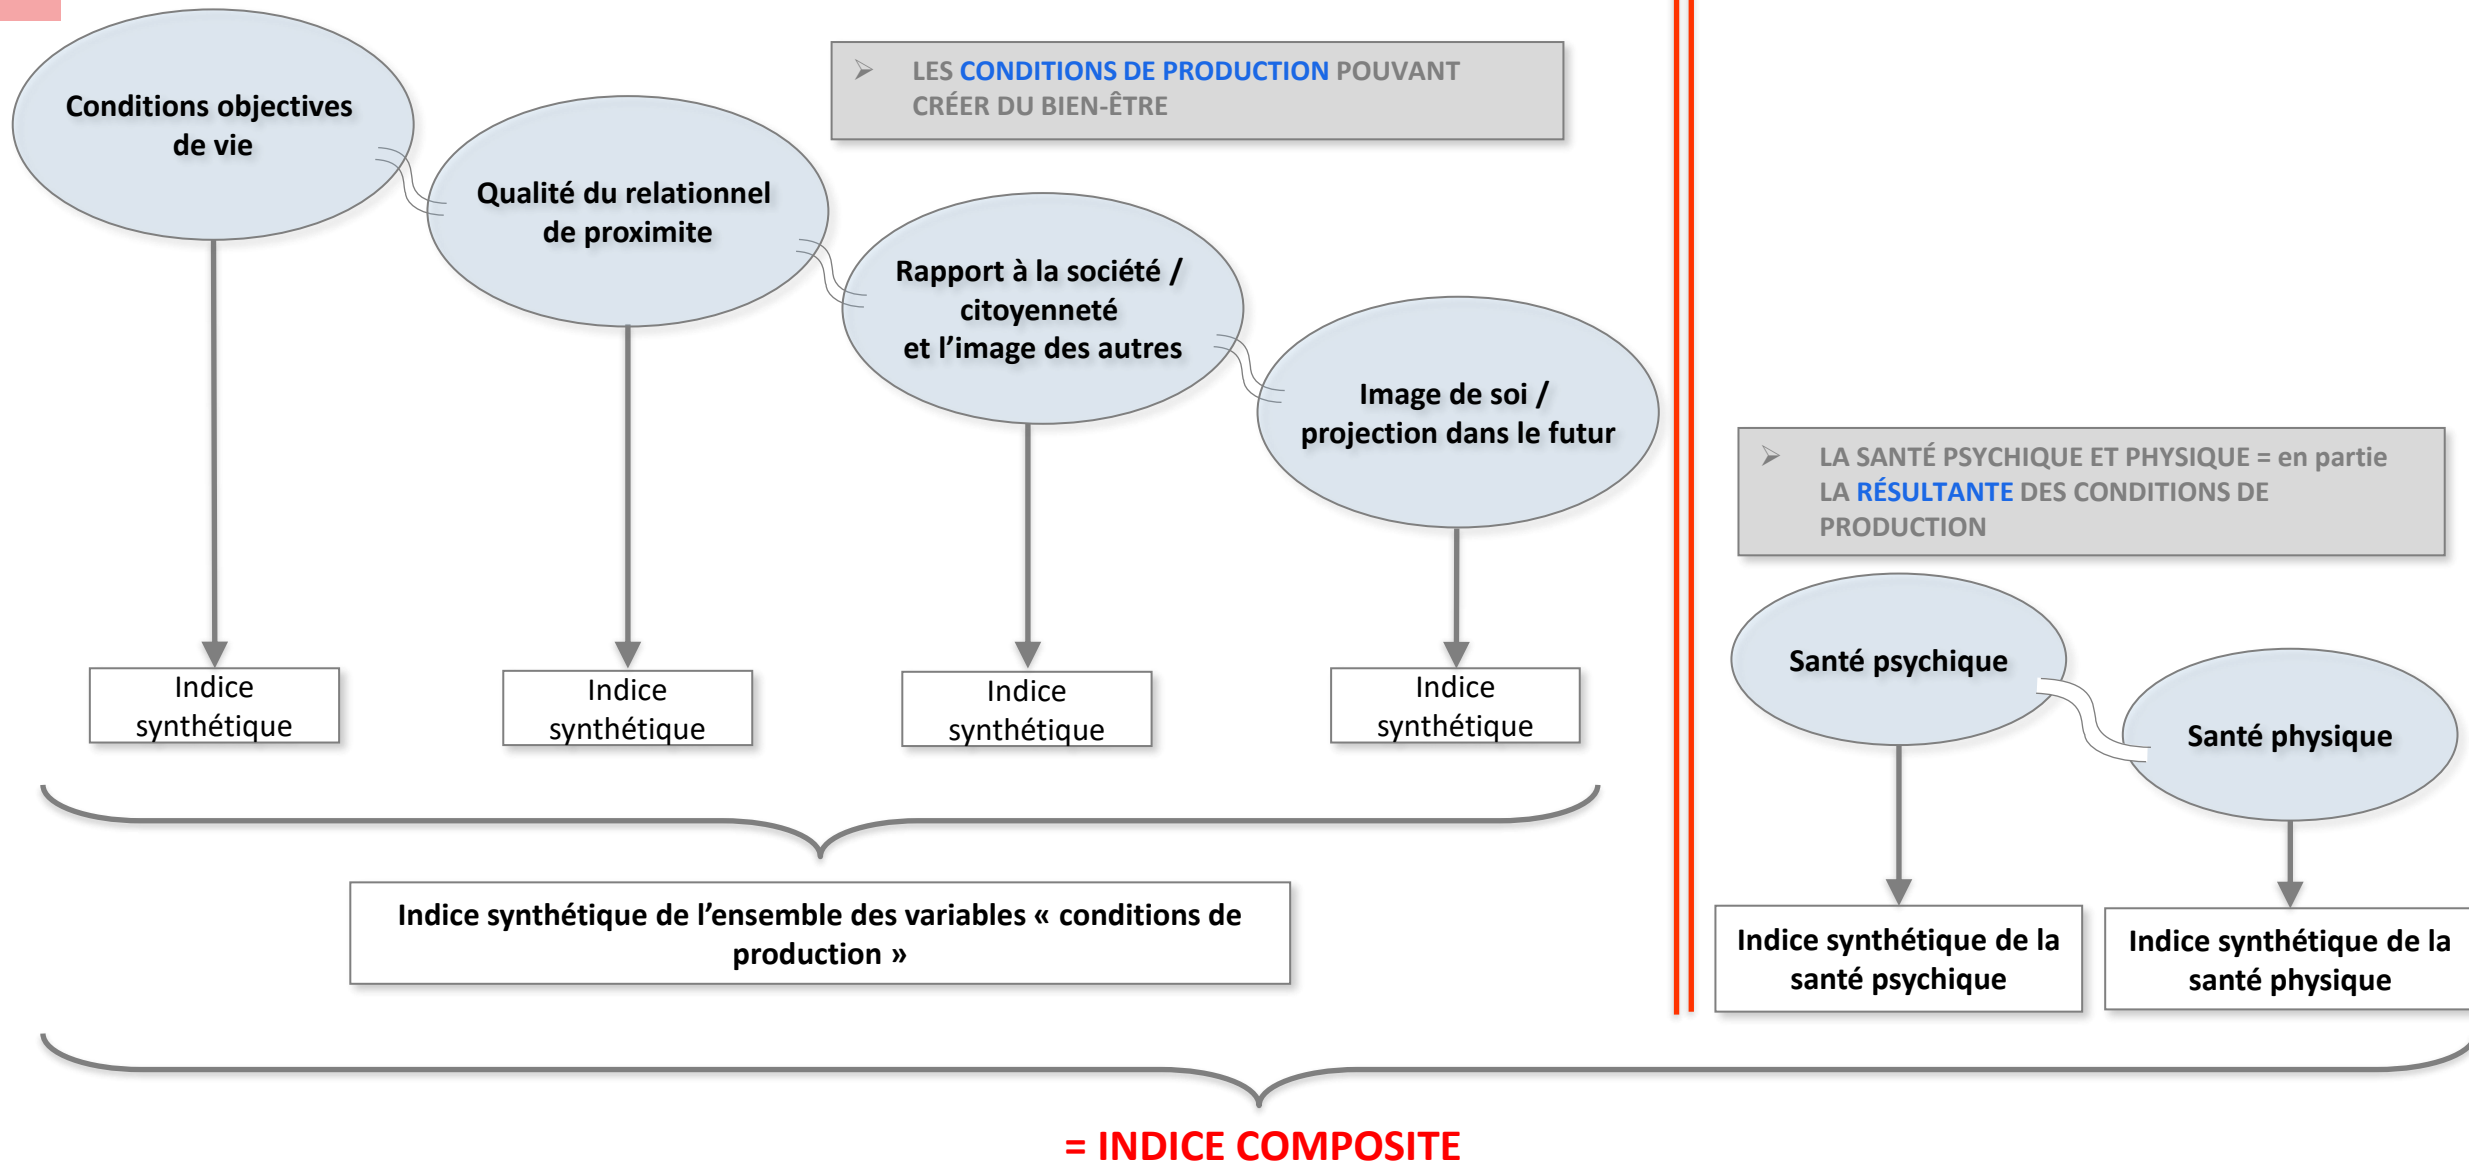 Conditions objectives
de vie
LES CONDITIONS DE PRODUCTION POUVANT
CRÉER DU BIEN-ÊTRE
Qualité du relationnel
de proximite
Rapport à la société /
citoyenneté
et l’image des autres
Image de soi /
projection dans le futur
Indice
synthétique
Indice
synthétique
Indice
synthétique
Indice
synthétique
Indice synthétique de l’ensemble des variables « conditions de
production »
LA SANTÉ PSYCHIQUE ET PHYSIQUE = en partie
LA RÉSULTANTE DES CONDITIONS DE
PRODUCTION
Santé psychique
Santé physique
Indice synthétique de la
santé psychique
Indice synthétique de la
santé physique
= INDICE COMPOSITE